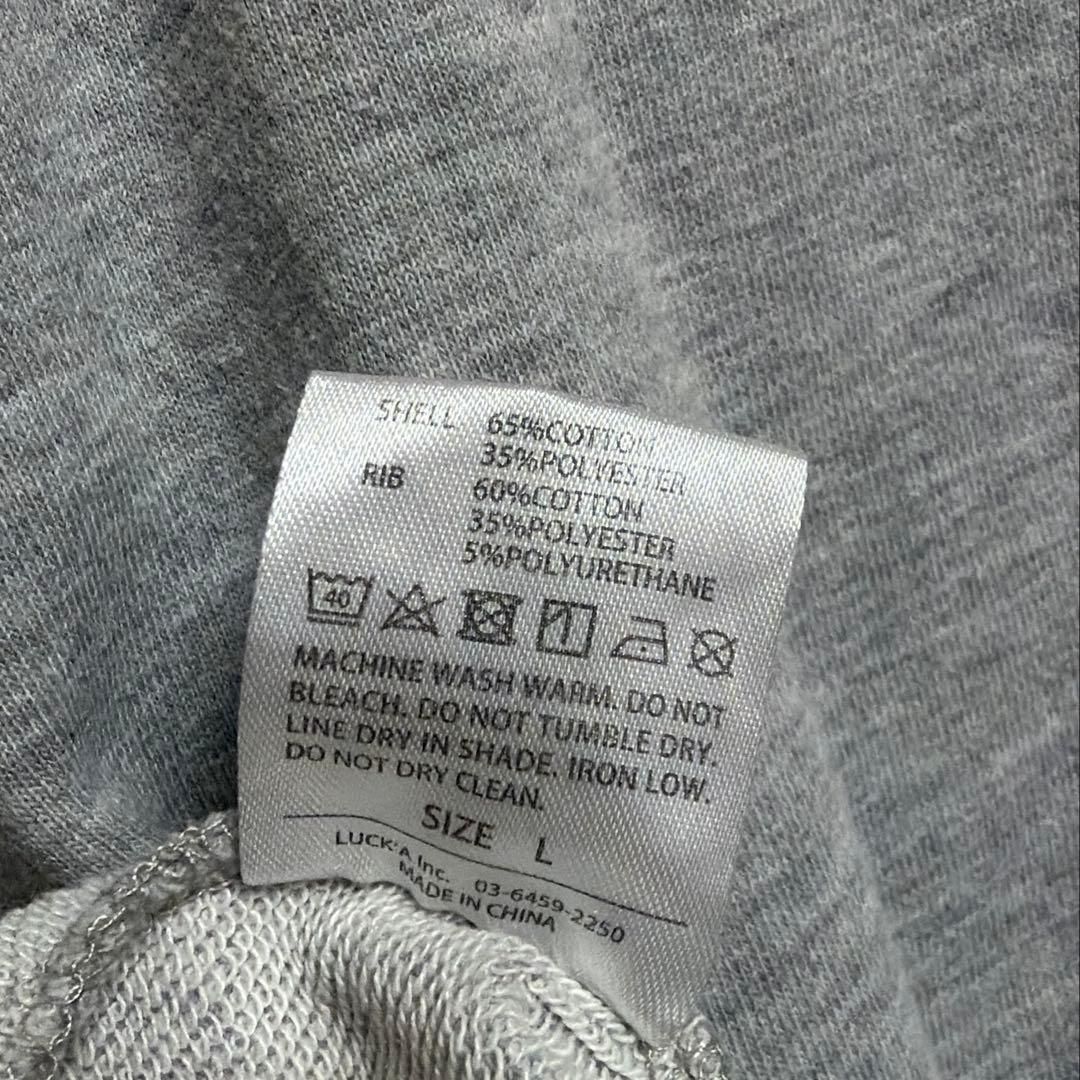 SHELL 65%COTTON
35%POLYESTER
RIB 60%COTTON
35%POLYESTER
5%POLYURETHANE
40
MACHINE WASH WARM. DO NOT
BLEACH. DO NOT TUMBLE DRY.
LINE DRY IN SHADE. IRON LOW.
DO NOT DRY CLEAN.
SIZE L
LUCK'A Inc. 03-6459-2250
MADE IN CHINA